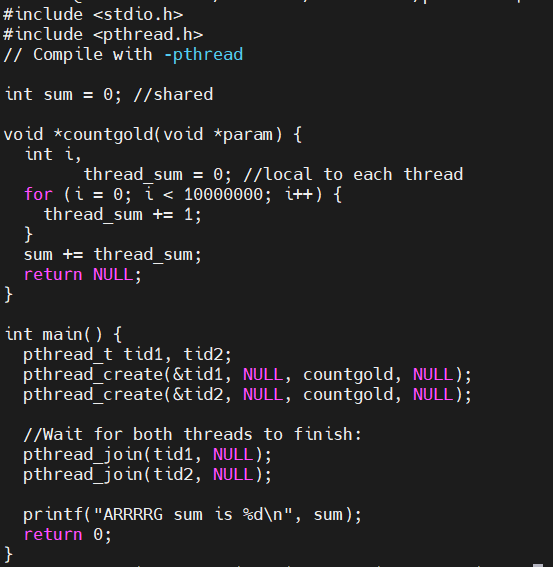 #include <stdio.h>
#include <pthread.h>
// Compile with -pthread

int sum = 0; //shared

void *countgold(void *param) {
  int i,
        thread_sum = 0; //local to each thread
  for (i = 0; i < 10000000; i++) {
    thread_sum += 1;
  }
  sum += thread_sum;
  return NULL;
}

int main() {
  pthread_t tid1, tid2;
  pthread_create(&tid1, NULL, countgold, NULL);
  pthread_create(&tid2, NULL, countgold, NULL);

  //Wait for both threads to finish:
  pthread_join(tid1, NULL);
  pthread_join(tid2, NULL);

  printf("ARRRRG sum is %d\n", sum);
  return 0;
}